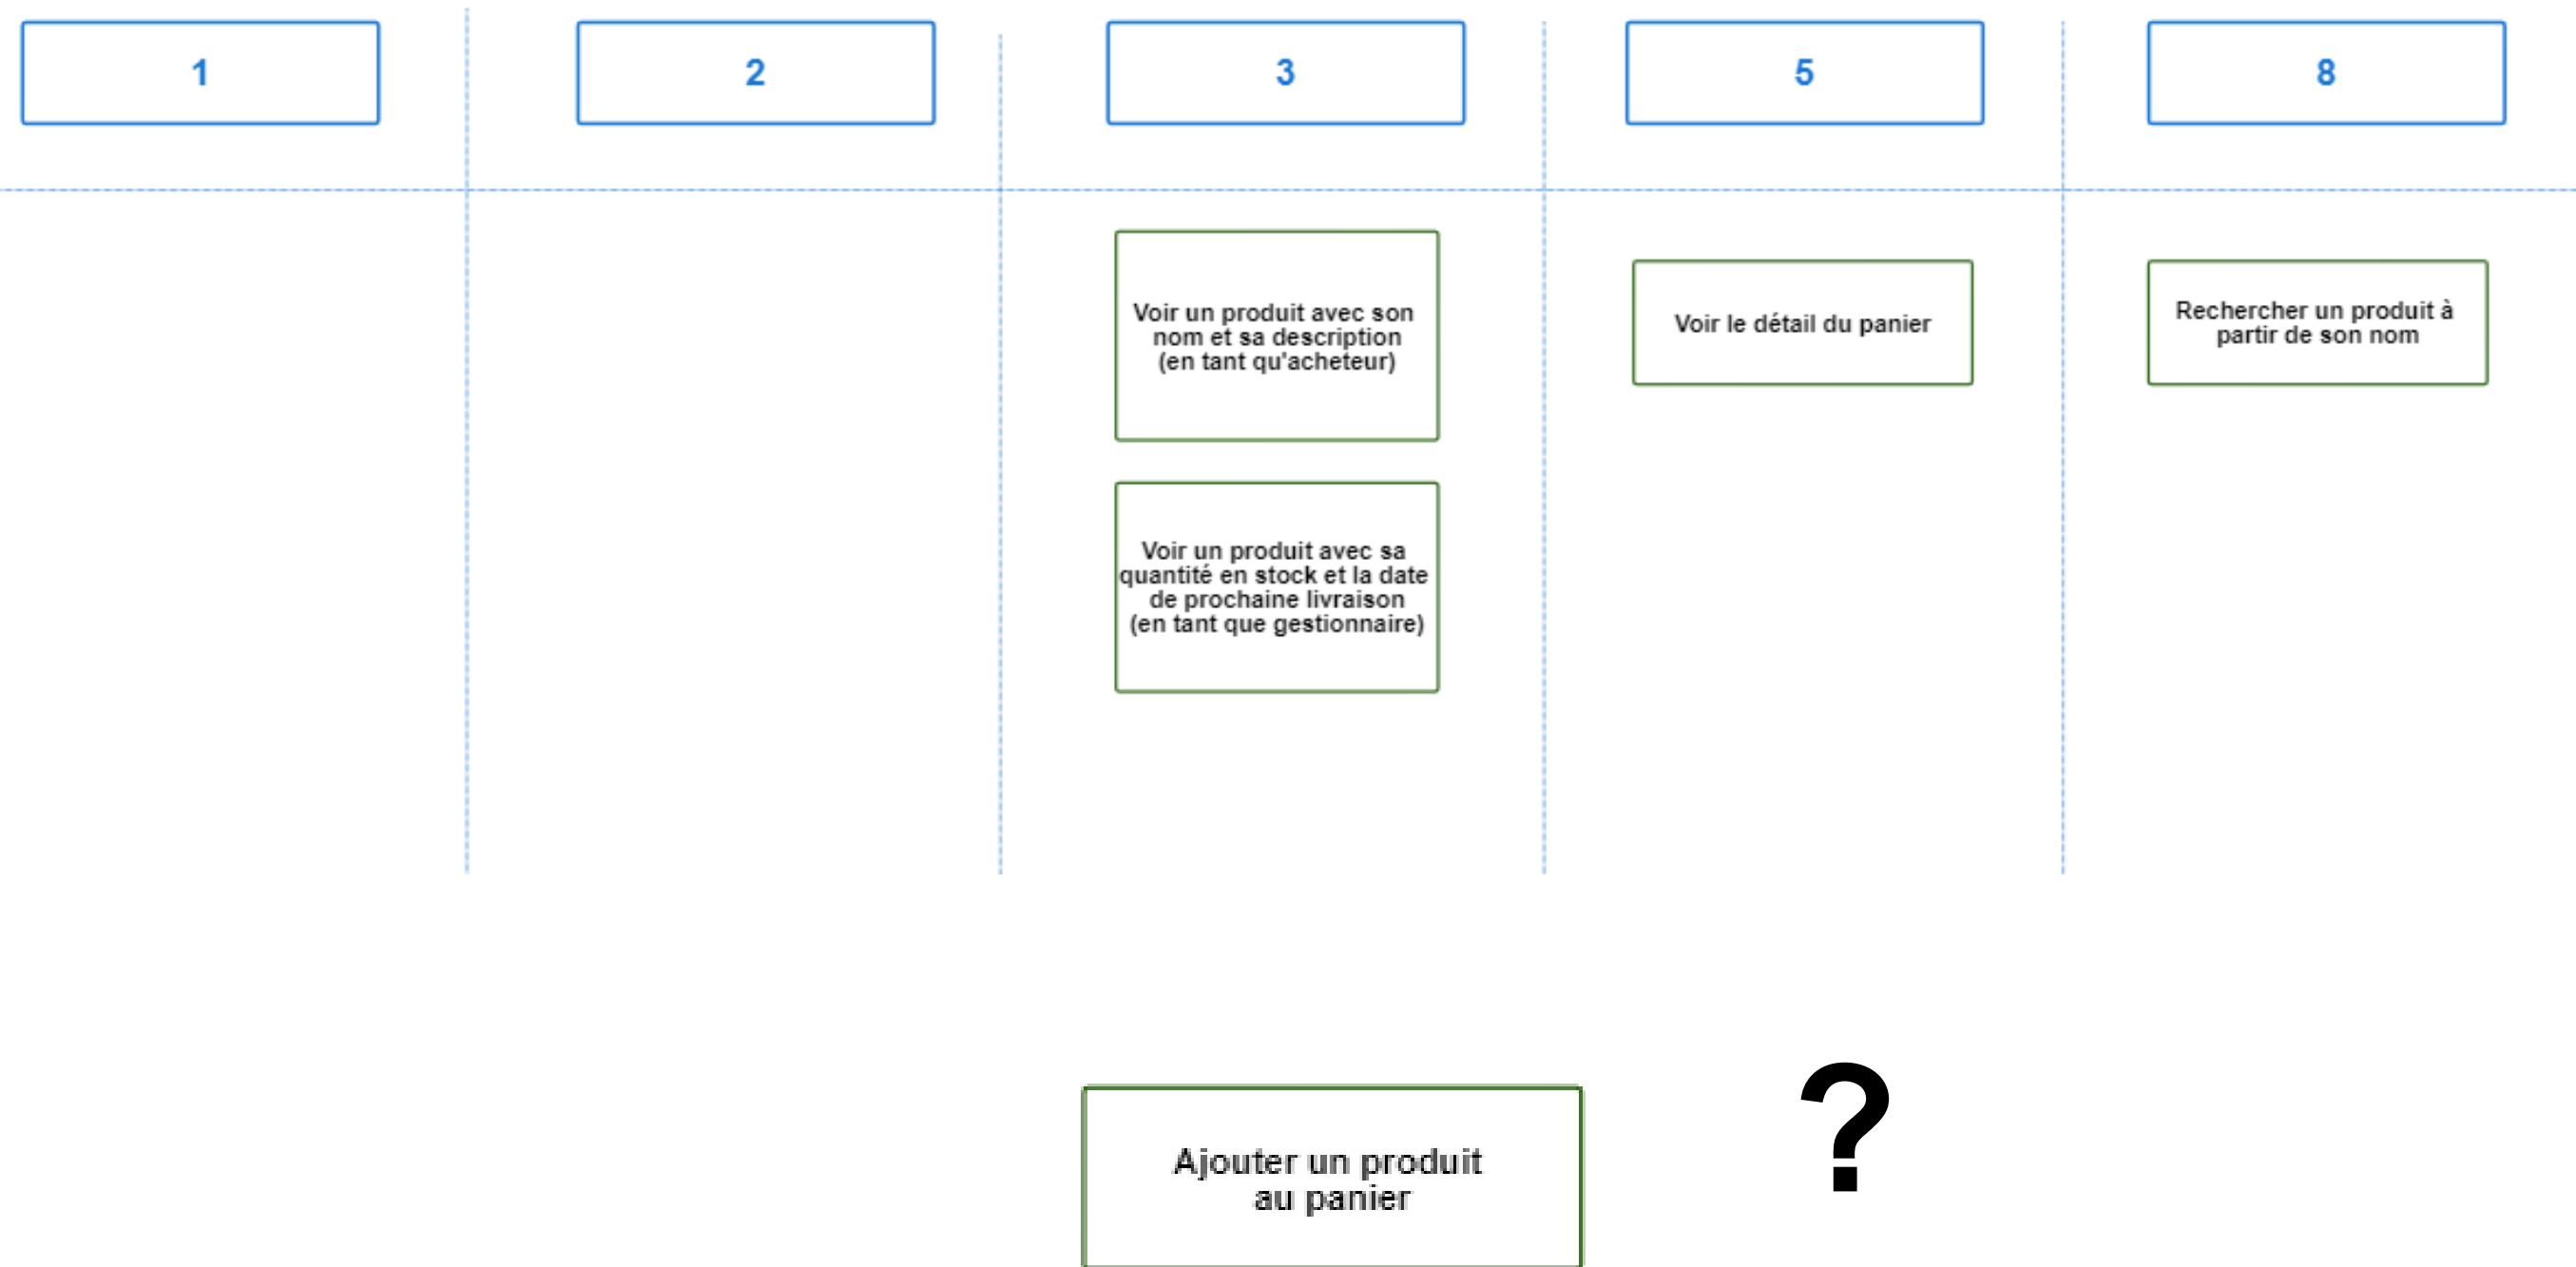 1
2
3
5
8
Voir un produit avec son
nom et sa description
(en tant qu'acheteur)
Voir le détail du panier
Rechercher un produit à
partir de son nom
Voir un produit avec sa
quantité en stock et la date
de prochaine livraison
(en tant que gestionnaire)
Ajouter un produit
au panier
?